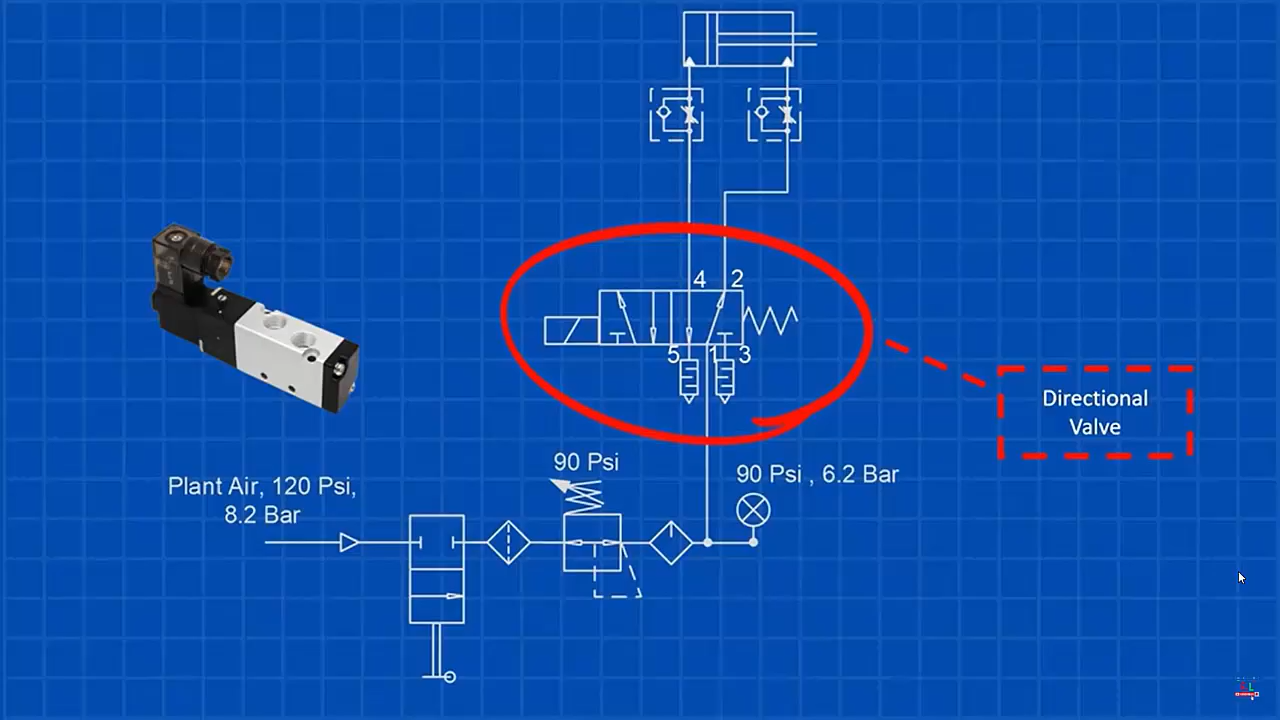 4 2
5 1 3
Directional
Valve
90 Psi
90 Psi , 6.2 Bar
Plant Air, 120 Psi,
8.2 Bar